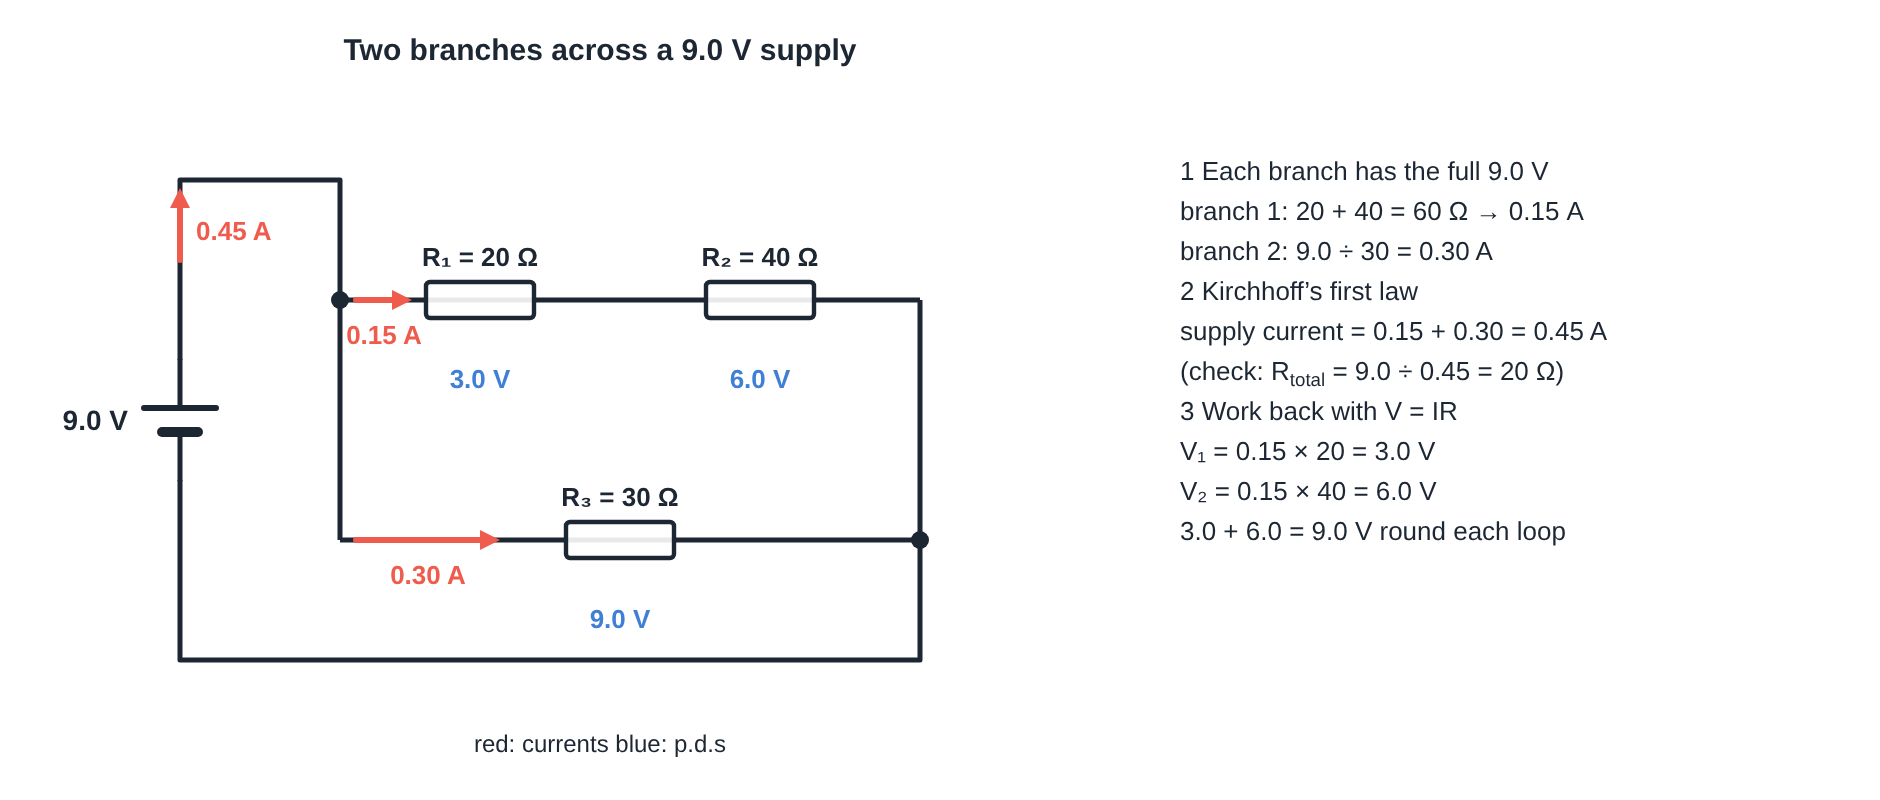 Two branches across a 9.0 V supply
0.45 A
R₁ = 20 Ω
R₂ = 40 Ω
0.15 A
3.0 V
6.0 V
9.0 V
R₃ = 30 Ω
0.30 A
9.0 V
red: currents blue: p.d.s
1 Each branch has the full 9.0 V
branch 1: 20 + 40 = 60 Ω → 0.15 A
branch 2: 9.0 ÷ 30 = 0.30 A
2 Kirchhoff’s first law
supply current = 0.15 + 0.30 = 0.45 A
(check: Rtotal = 9.0 ÷ 0.45 = 20 Ω)
3 Work back with V = IR
V₁ = 0.15 × 20 = 3.0 V
V₂ = 0.15 × 40 = 6.0 V
3.0 + 6.0 = 9.0 V round each loop